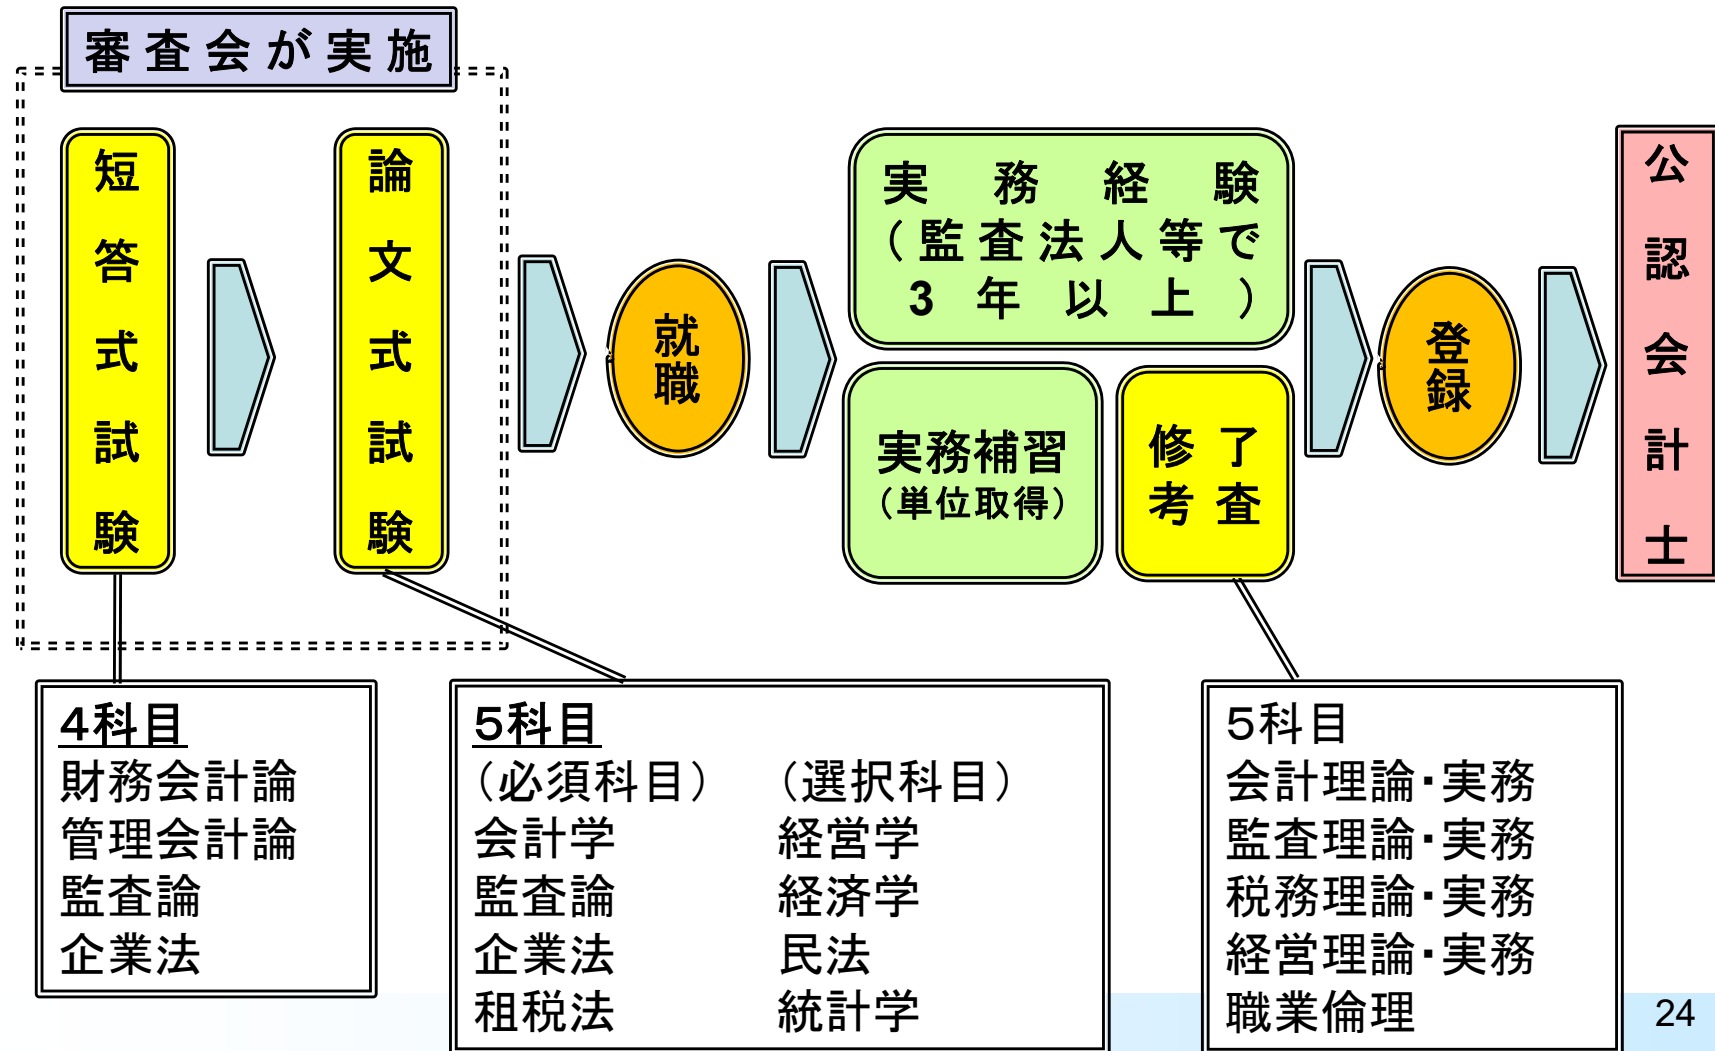 審査会が実施
短答式試験
論文式試験
就職
実務経験
（監査法人等で
3年以上）
実務補習
（単位取得）
修了
考査
登録
公認会計士
４科目
財務会計論
管理会計論
監査論
企業法
５科目
（必須科目） （選択科目）
会計学 経営学
監査論 経済学
企業法 民法
租税法 統計学
５科目
会計理論・実務
監査理論・実務
税務理論・実務
経営理論・実務
職業倫理
24